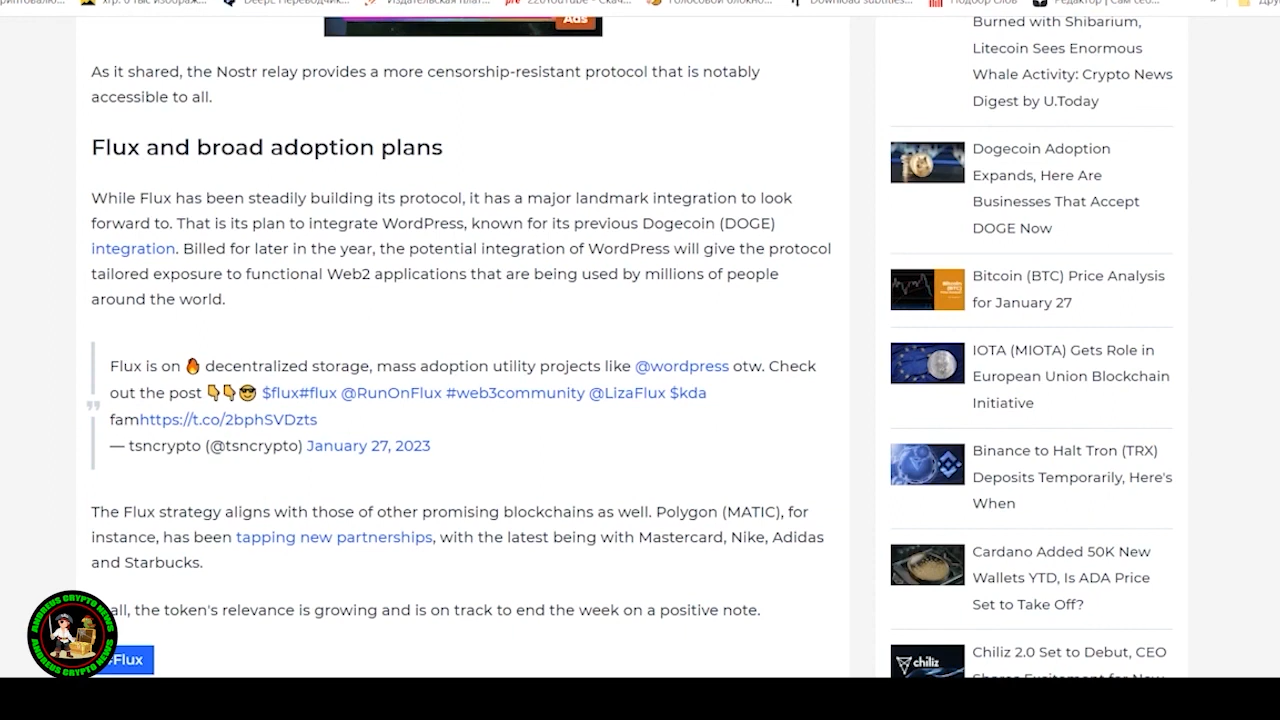 Ads
As it shared, the Nostr relay provides a more censorship-resistant protocol that is notably
accessible to all.
Flux and broad adoption plans
While Flux has been steadily building its protocol, it has a major landmark integration to look
forward to. That is its plan to integrate WordPress, known for its previous Dogecoin (DOGE)
integration. Billed for later in the year, the potential integration of WordPress will give the protocol
tailored exposure to functional Web2 applications that are being used by millions of people
around the world.
Flux is on 🔥 decentralized storage, mass adoption utility projects like @wordpress otw. Check
out the post 👇👇😎 $flux#flux @RunOnFlux #web3community @LizaFlux $kda
famhttps://t.co/2bphSVDzts
— tsncrypto (@tsncrypto) January 27, 2023
The Flux strategy aligns with those of other promising blockchains as well. Polygon (MATIC), for
instance, has been tapping new partnerships, with the latest being with Mastercard, Nike, Adidas
and Starbucks.
all, the token's relevance is growing and is on track to end the week on a positive note.
#Flux
ANDREUS CRYPTO NEWS
ANDREUS CRYPTO NEWS
Burned with Shibarium,
Litecoin Sees Enormous
Whale Activity: Crypto News
Digest by U.Today
Dogecoin Adoption
Expands, Here Are
Businesses That Accept
DOGE Now
Bitcoin (BTC) Price Analysis
for January 27
IOTA (MIOTA) Gets Role in
European Union Blockchain
Initiative
Binance to Halt Tron (TRX)
Deposits Temporarily, Here's
When
Cardano Added 50K New
Wallets YTD, Is ADA Price
Set to Take Off?
chiliz
Chiliz 2.0 Set to Debut, CEO